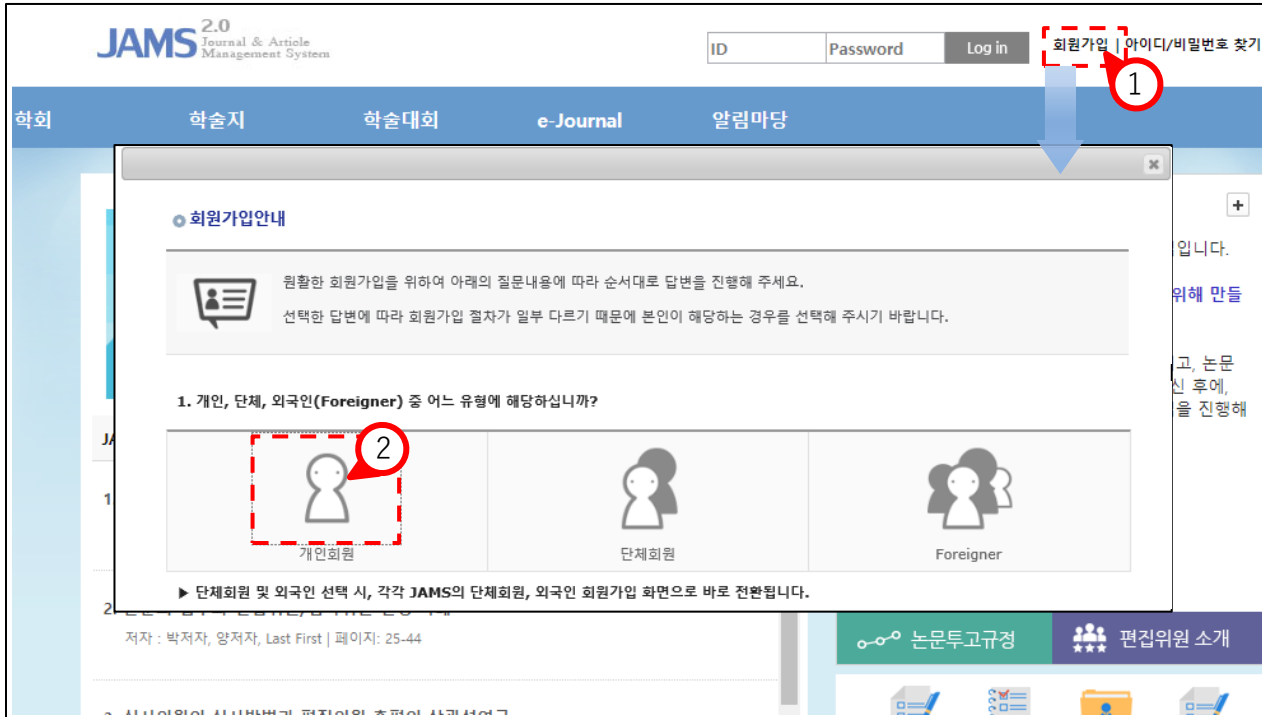 JAMS 2.0
Journal & Article
Management System
ID
Password
Log in
회원가입 | 아이디/비밀번호 찾기
1
학회
학술지
학술대회
e-Journal
알림마당
회원가입안내
원활한 회원가입을 위하여 아래의 질문내용에 따라 순서대로 답변을 진행해 주세요.
선택한 답변에 따라 회원가입 절차가 일부 다르기 때문에 본인이 해당하는 경우를 선택해 주시기 바랍니다.
1. 개인, 단체, 외국인(Foreigner) 중 어느 유형에 해당하십니까?
2
개인회원
단체회원
Foreigner
▶ 단체회원 및 외국인 선택 시, 각각 JAMS의 단체회원, 외국인 회원가입 화면으로 바로 전환됩니다.
입니다.
위해 만들
고, 논문
신 후에,
을 진행해
JA
1.
2.
저자 : 박저자, 양저자, Last First | 페이지: 25-44
논문투고규정
편집위원 소개